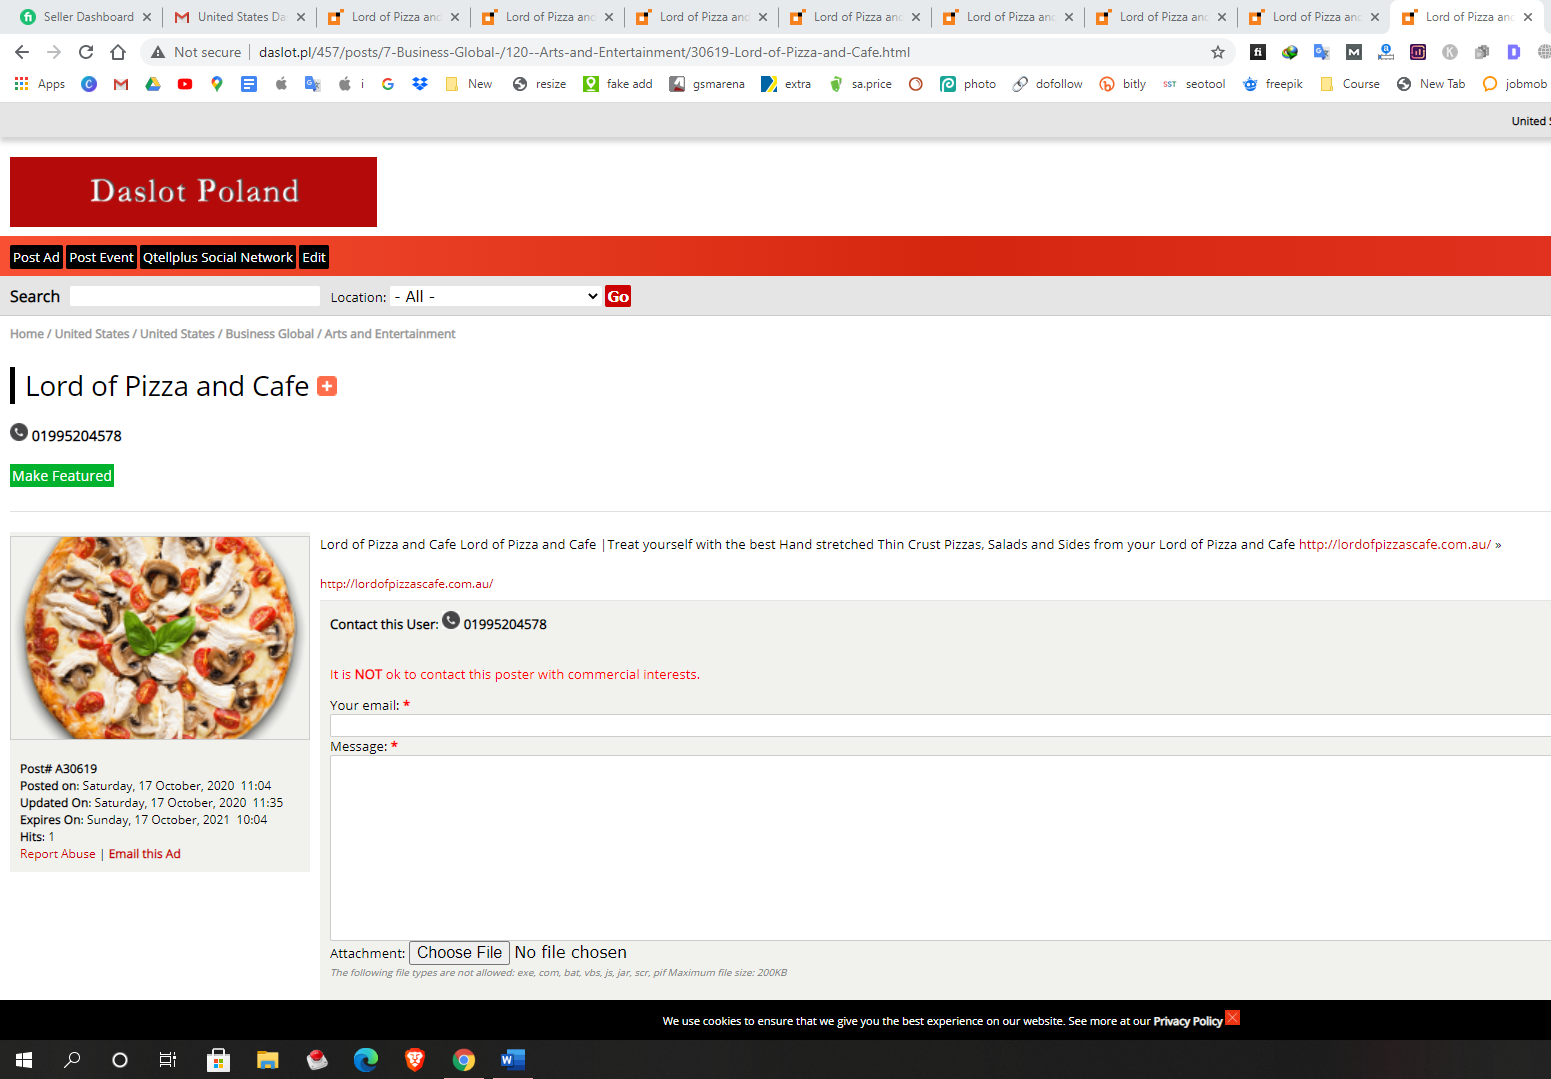 Seller Dashboard
United States Da
Lord of Pizza and
Lord of Pizza and
Lord of Pizza and
Lord of Pizza and
Lord of Pizza and
Lord of Pizza and
Lord of Pizza and
Lord of Pizza and
Not secure | daslot.pl/457/posts/7-Business-Global-/120--Arts-and-Entertainment/30619-Lord-of-Pizza-and-Cafe.html
Apps i New resize fake add gsmarena extra sa.price photo dofollow bitly SST seotool freepik Course New Tab jobmob
United S
Daslot Poland
Post Ad Post Event Qtellplus Social Network Edit
Search Location: - All - Go
Home / United States / United States / Business Global / Arts and Entertainment
Lord of Pizza and Cafe
01995204578
Make Featured
Lord of Pizza and Cafe Lord of Pizza and Cafe |Treat yourself with the best Hand stretched Thin Crust Pizzas, Salads and Sides from your Lord of Pizza and Cafe http://lordofpizzascafe.com.au/ »
http://lordofpizzascafe.com.au/
Contact this User: 01995204578
It is NOT ok to contact this poster with commercial interests.
Your email: *
Message: *
Post# A30619
Posted on: Saturday, 17 October, 2020 11:04
Updated On: Saturday, 17 October, 2020 11:35
Expires On: Sunday, 17 October, 2021 10:04
Hits: 1
Report Abuse | Email this Ad
Attachment: Choose File No file chosen
The following file types are not allowed: exe, com, bat, vbs, js, jar, scr, pif Maximum file size: 200KB
We use cookies to ensure that we give you the best experience on our website. See more at our Privacy Policy